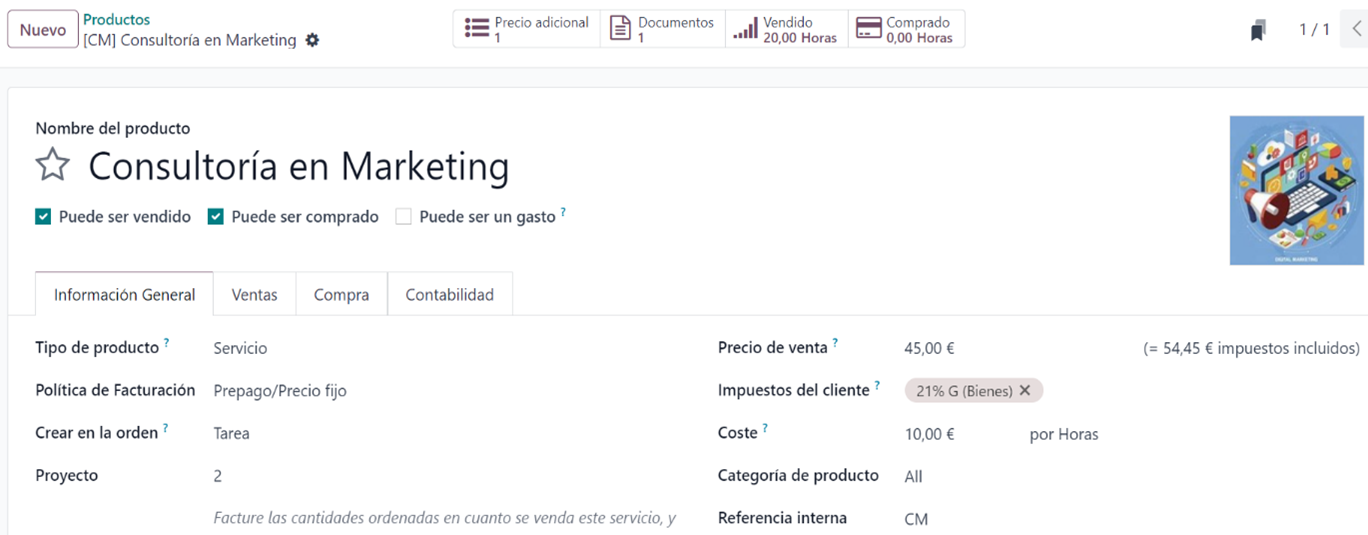 Nuevo
Productos
[CM] Consultoría en Marketing
Precio adicional
1
Documentos
1
Vendido
20,00 Horas
Comprado
0,00 Horas
1 / 1
Nombre del producto
Consultoría en Marketing
Puede ser vendido Puede ser comprado Puede ser un gasto ?
DIGITAL MARKETING
Información General Ventas Compra Contabilidad
Tipo de producto ? Servicio
Política de Facturación Prepago/Precio fijo
Crear en la orden ? Tarea
Proyecto 2
Facture las cantidades ordenadas en cuanto se venda este servicio, y
Precio de venta ? 45,00 € (= 54,45 € impuestos incluidos)
Impuestos del cliente ? 21% G (Bienes)
Coste ? 10,00 € por Horas
Categoría de producto All
Referencia interna CM